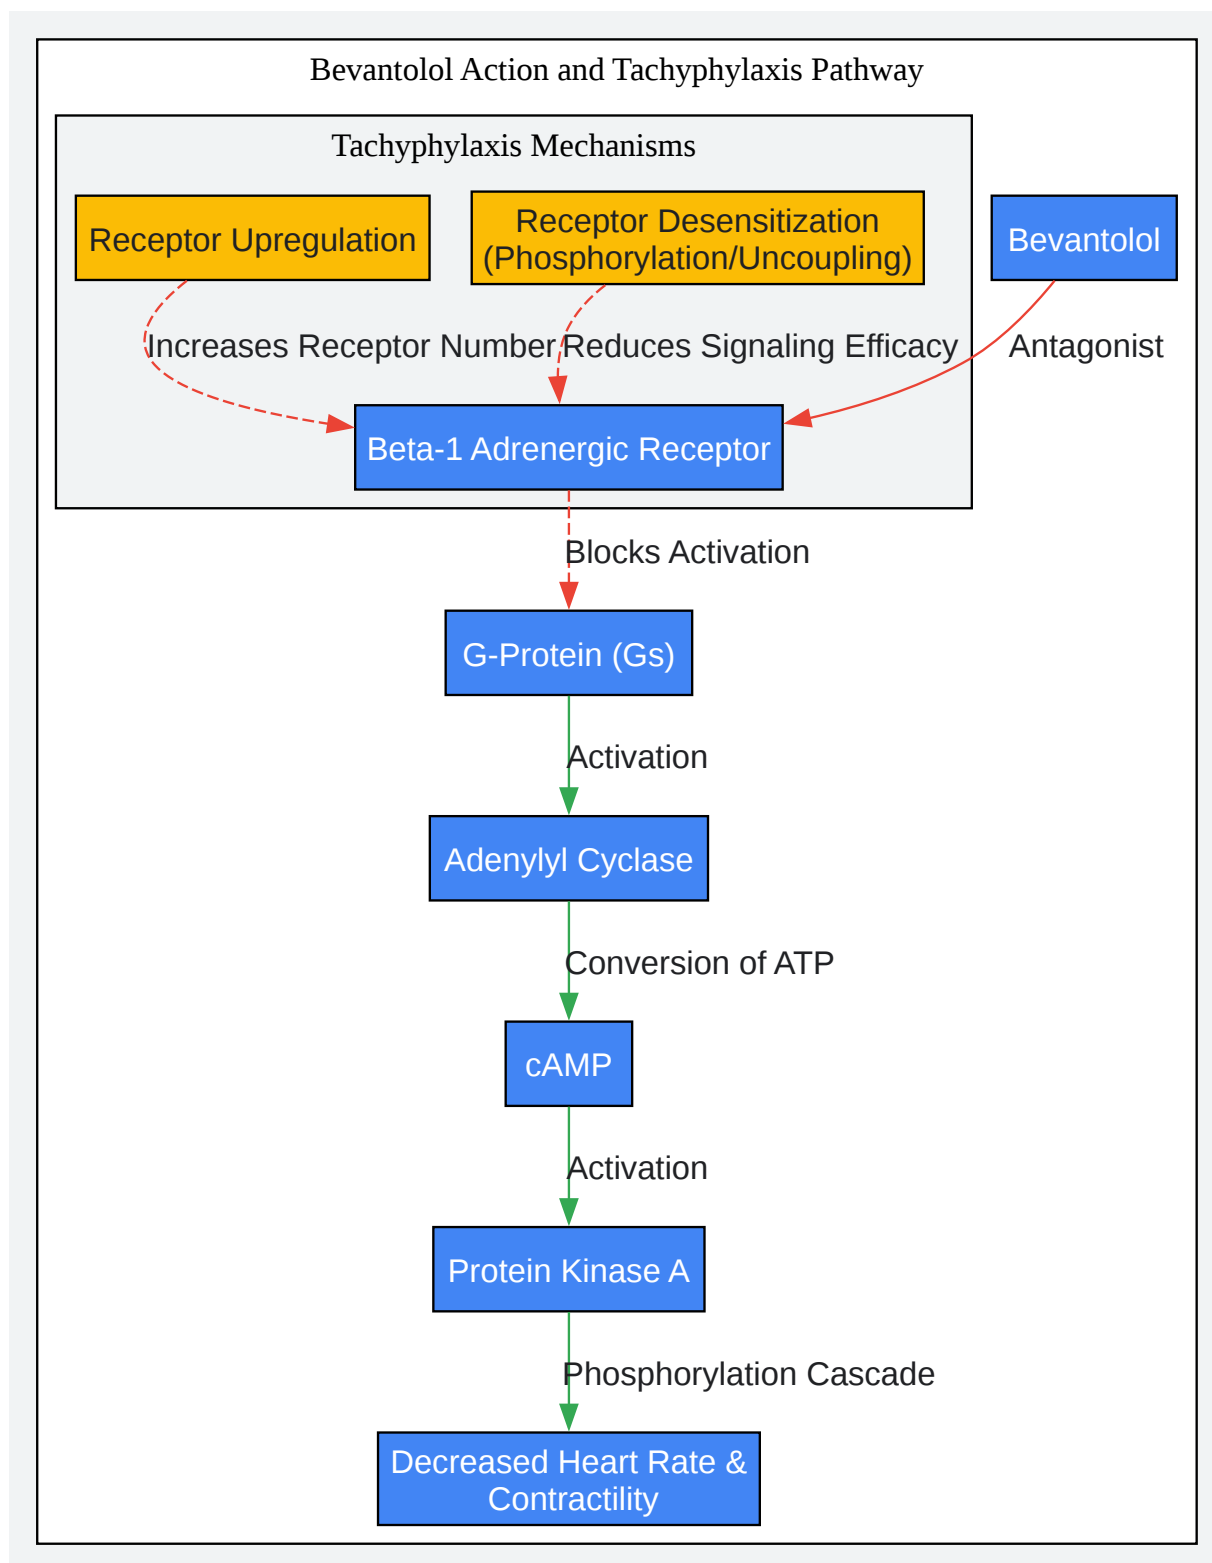 Bevantolol Action and Tachyphylaxis Pathway
Tachyphylaxis Mechanisms
Receptor Upregulation
Receptor Desensitization
(Phosphorylation/Uncoupling)
Bevantolol
Increases Receptor Number
Reduces Signaling Efficacy
Antagonist
Beta-1 Adrenergic Receptor
Blocks Activation
G-Protein (Gs)
Activation
Adenylyl Cyclase
Conversion of ATP
cAMP
Activation
Protein Kinase A
Phosphorylation Cascade
Decreased Heart Rate &
Contractility